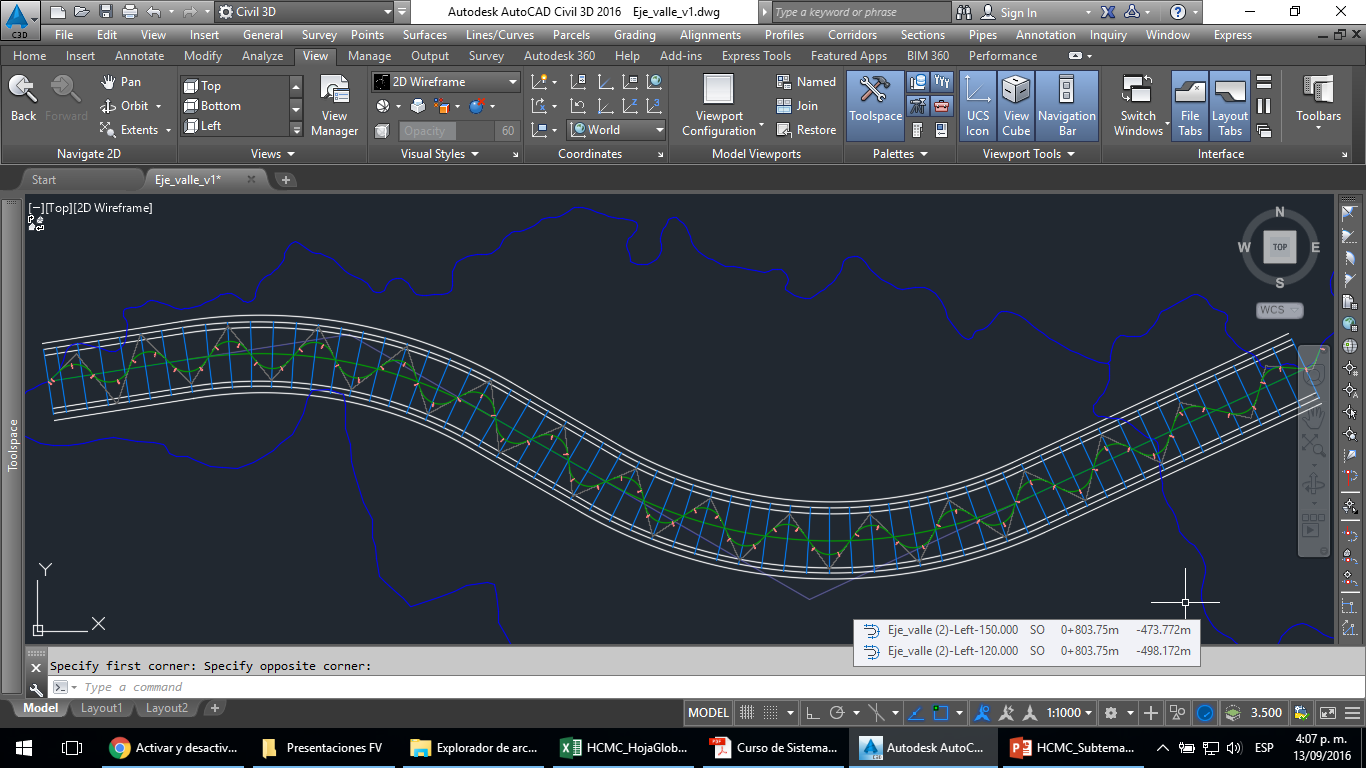 C3D
Civil 3D
Autodesk AutoCAD Civil 3D 2016 Eje_valle_v1.dwg
Type a keyword or phrase
Sign In
File Edit View Insert General Survey Points Surfaces Lines/Curves Parcels Grading Alignments Profiles Corridors Sections Pipes Annotation Inquiry Window Express
Home Insert Annotate Modify Analyze View Manage Output Survey Autodesk 360 Help Add-ins Express Tools Featured Apps BIM 360 Performance
Back
Forward
Pan
Orbit
Extents
Navigate 2D
Top
Bottom
Left
View
Manager
Views
2D Wireframe
Opacity 60
Visual Styles
World
Coordinates
Viewport
Configuration
Named
Join
Restore
Model Viewports
Toolspace
Palettes
UCS
Icon
View
Cube
Navigation
Bar
Viewport Tools
Switch
Windows
File
Tabs
Layout
Tabs
Interface
Toolbars
Start
Eje_valle_v1*
[−][Top][2D Wireframe]
N
W TOP E
S
WCS
Toolspace
Y
X
Eje_valle (2)-Left-150.000 SO 0+803.75m -473.772m
Eje_valle (2)-Left-120.000 SO 0+803.75m -498.172m
Specify first corner: Specify opposite corner:
Type a command
Model Layout1 Layout2
MODEL
1:1000
3.500
Activar y desactiv...
Presentaciones FV
Explorador de arc...
HCMC_HojaGlob...
Curso de Sistema...
Autodesk AutoC...
HCMC_Subtema...
ESP
4:07 p. m.
13/09/2016